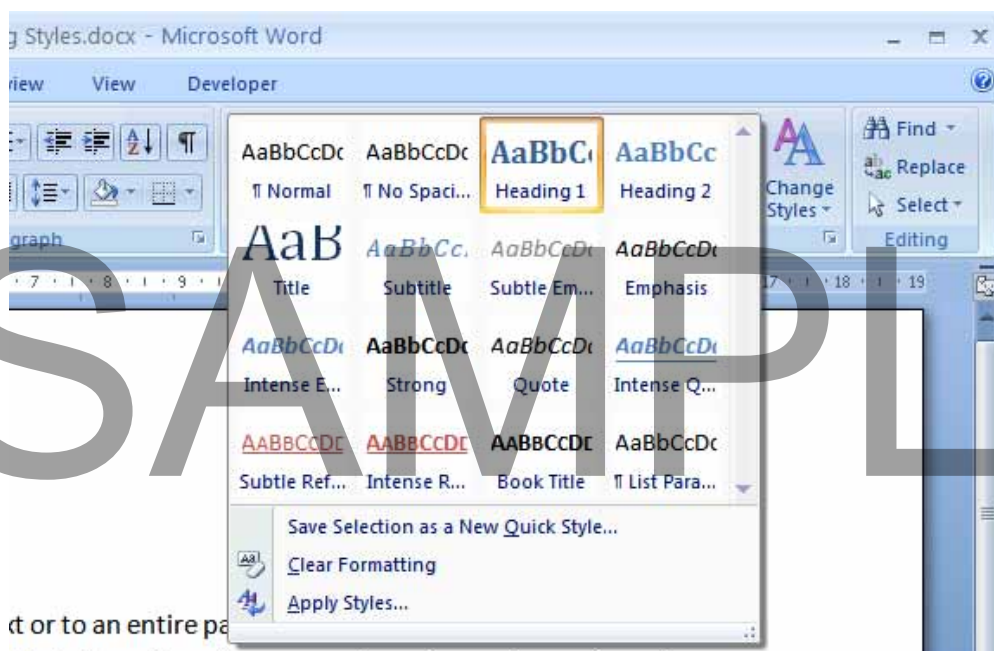 g Styles.docx - Microsoft Word
view View Developer
AaBbCcDc AaBbCcDc AaBbC AaBbCc
¶ Normal ¶ No Spaci... Heading 1 Heading 2
Change Styles
Find
Replace
Select
graph
Editing
AaB AaBbCc. AaBbCcDc AaBbCcDc
Title Subtitle Subtle Em... Emphasis
7 8 9 17 18 19
AaBbCcDc AaBbCcDc AaBbCcDc AaBbCcDc
Intense E... Strong Quote Intense Q...
AABBCCDE AABBCCDE AABBCCDE AaBbCcDc
Subtle Ref... Intense R... Book Title ¶ List Para...
Save Selection as a New Quick Style...
Clear Formatting
Apply Styles...
xt or to an entire pa
SAMPL